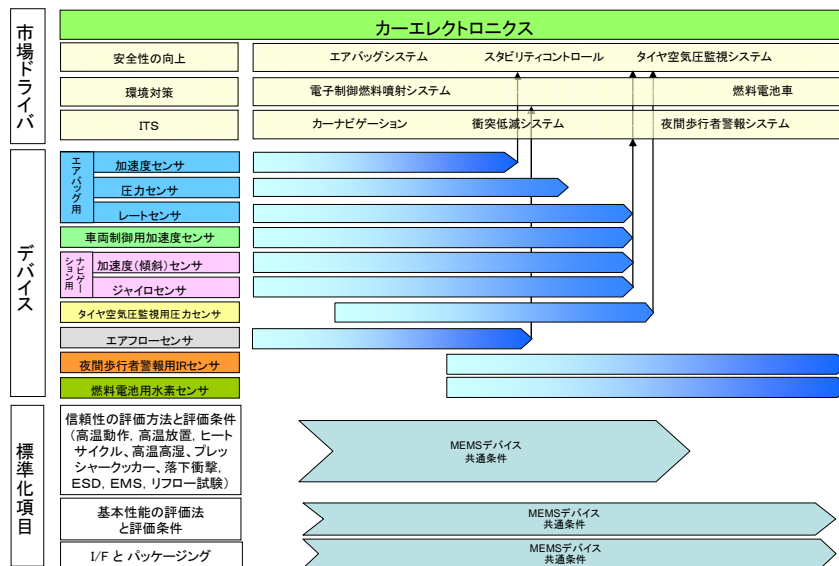 カーエレクトロニクス
市場ドライバ
安全性の向上
エアバッグシステム
スタビリティコントロール
タイヤ空気圧監視システム
環境対策
電子制御燃料噴射システム
燃料電池車
ITS
カーナビゲーション
衝突低減システム
夜間歩行者警報システム
デバイス
エアバッグ用
加速度センサ
圧力センサ
レートセンサ
車両制御用加速度センサ
ナビゲーション用
加速度(傾斜)センサ
ジャイロセンサ
タイヤ空気圧監視用圧力センサ
エアフローセンサ
夜間歩行者警報用IRセンサ
燃料電池用水素センサ
標準化項目
信頼性の評価方法と評価条件
(高温動作, 高温放置, ヒート
サイクル、高温高湿、プレッ
シャークッカー、落下衝撃,
ESD, EMS, リフロー試験)
MEMSデバイス
共通条件
基本性能の評価法
と評価条件
MEMSデバイス
共通条件
I/F と パッケージング
MEMSデバイス
共通条件